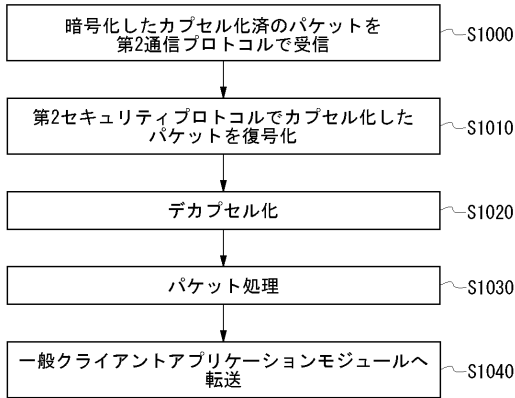 暗号化したカプセル化済のパケットを
第2通信プロトコルで受信
S1000
第2セキュリティプロトコルでカプセル化した
パケットを復号化
S1010
デカプセル化
S1020
パケット処理
S1030
一般クライアントアプリケーションモジュールへ
転送
S1040